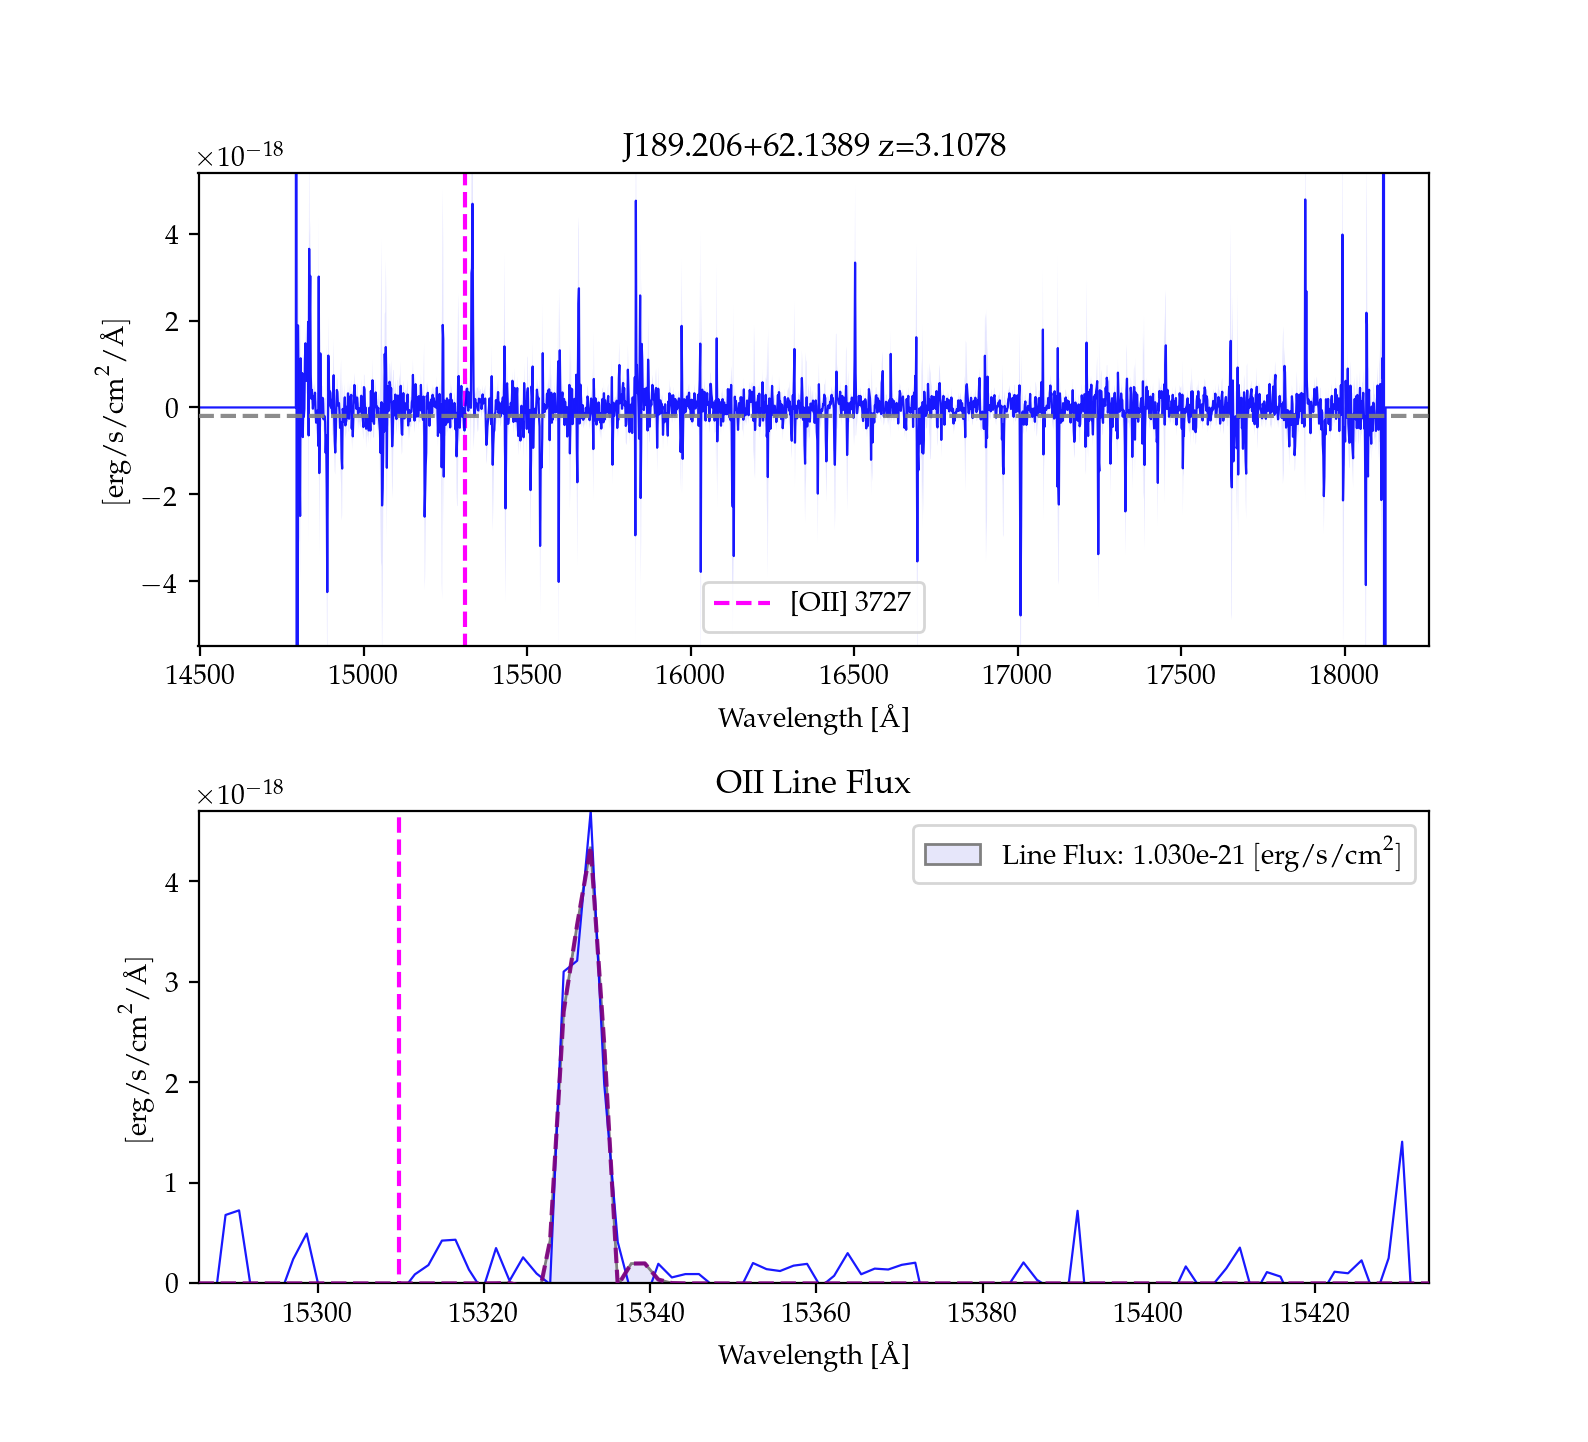 J189.206+62.1389 z=3.1078
×10⁻¹⁸
[erg/s/cm²/Å]
4
2
0
−2
−4
[OII] 3727
14500 15000 15500 16000 16500 17000 17500 18000
Wavelength [Å]
OII Line Flux
×10⁻¹⁸
[erg/s/cm²/Å]
Line Flux: 1.030e-21 [erg/s/cm²]
4
3
2
1
0
15300 15320 15340 15360 15380 15400 15420
Wavelength [Å]